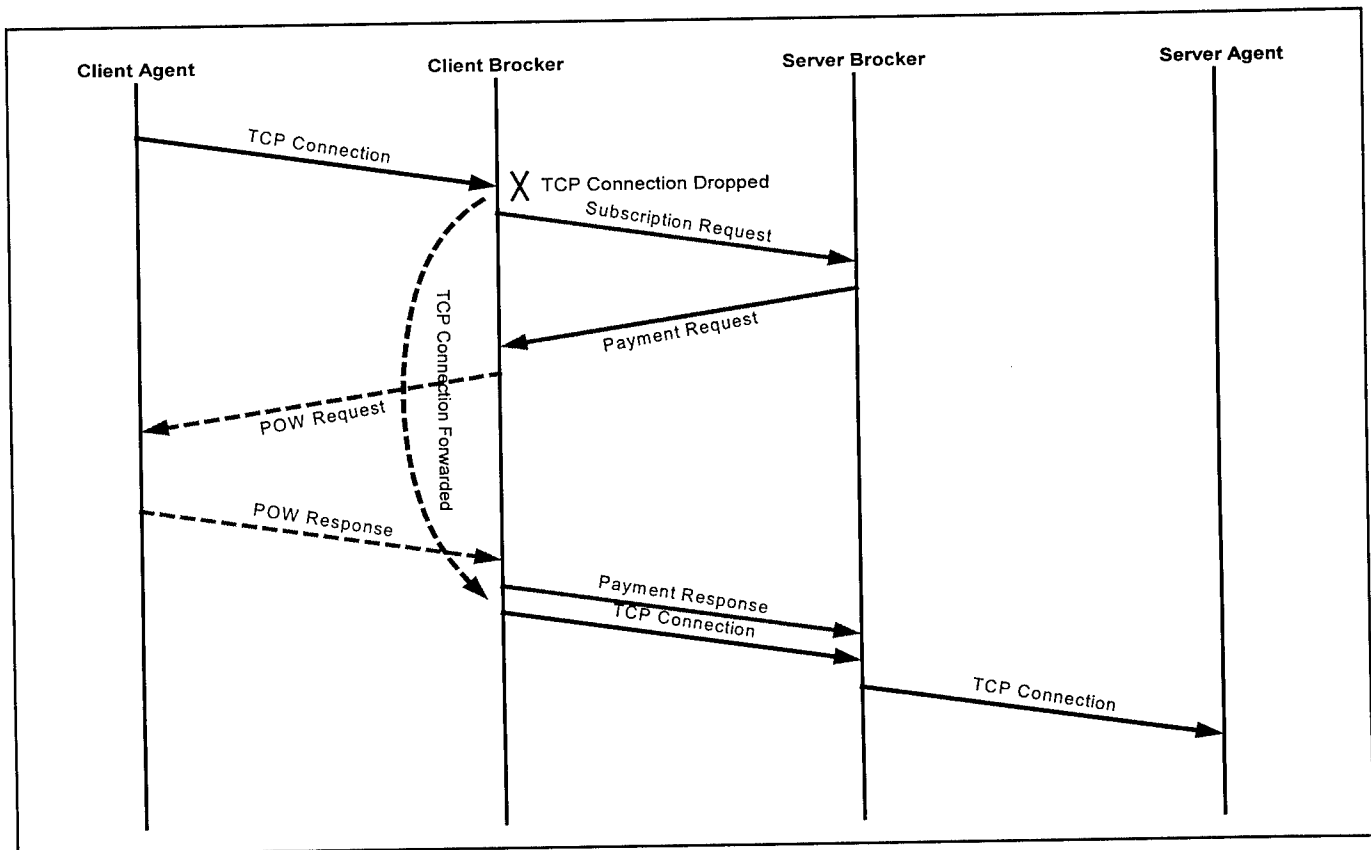 Client Agent
Client Brocker
Server Brocker
Server Agent
TCP Connection
X TCP Connection Dropped
Subscription Request
TCP Connection Forwarded
Payment Request
POW Request
POW Response
Payment Response
TCP Connection
TCP Connection